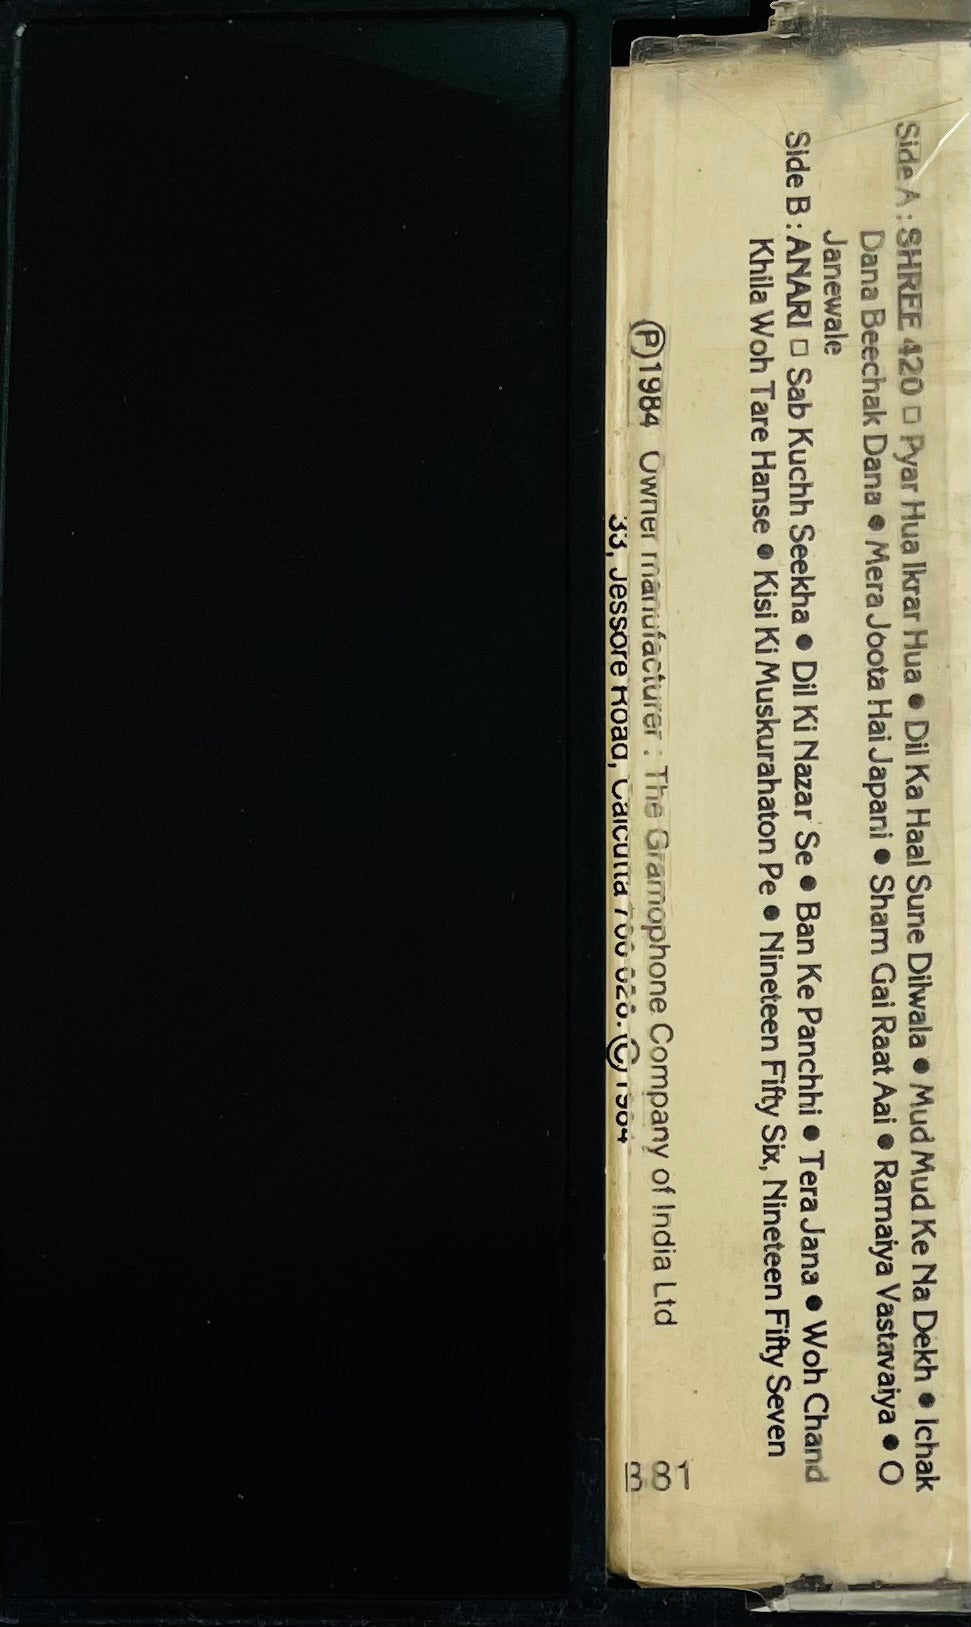 Side A : SHREE 420 □ Pyar Hua Ikrar Hua ● Dil Ka Haal Sune Dilwala ● Mud Mud Ke Na Dekh ● Ichak
Dana Beechak Dana ● Mera Joota Hai Japani ● Sham Gai Raat Aai ● Ramaiya Vastavaiya ● O
Janewale
Side B : ANARI □ Sab Kuchh Seekha ● Dil Ki Nazar Se ● Ban Ke Panchhi ● Tera Jana ● Woh Chand
Khila Woh Tare Hanse ● Kisi Ki Muskurahaton Pe ● Nineteen Fifty Six, Nineteen Fifty Seven
Ⓟ1984 Owner manufacturer : The Gramophone Company of India Ltd
33, Jessore Road, Calcutta 700 028. © 1984